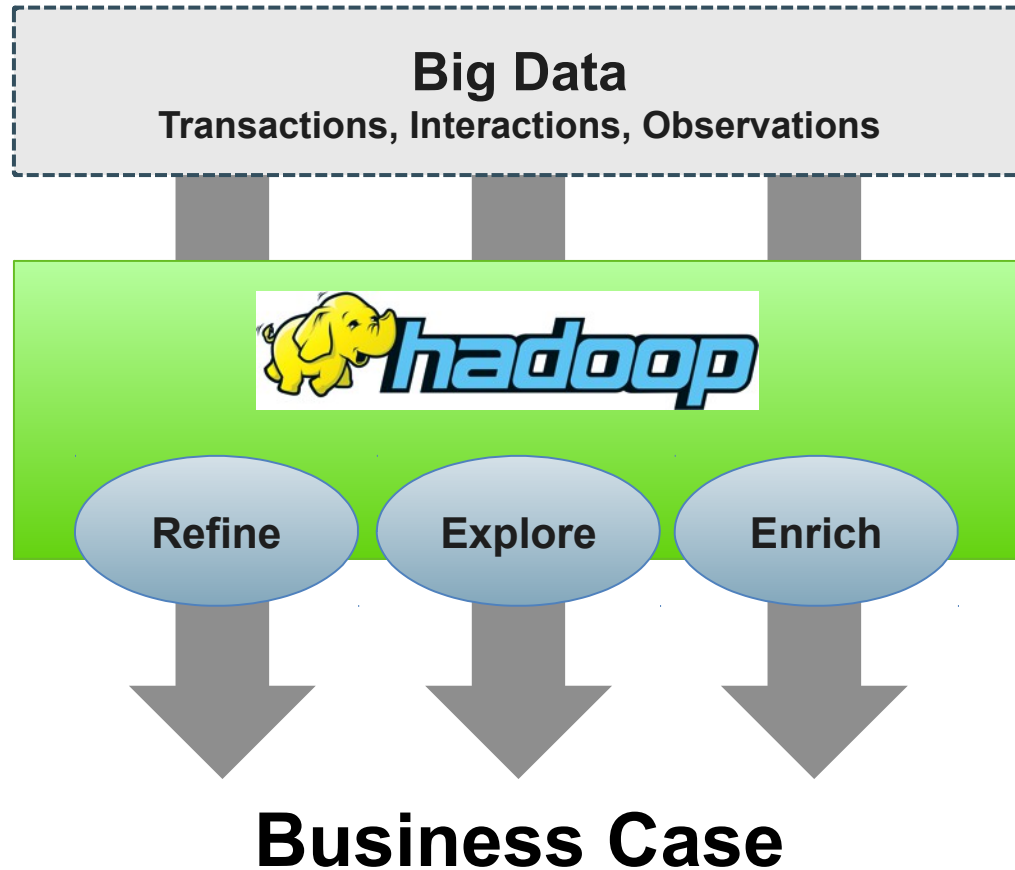 Big Data
Transactions, Interactions, Observations
hadoop
Refine Explore Enrich
Business Case